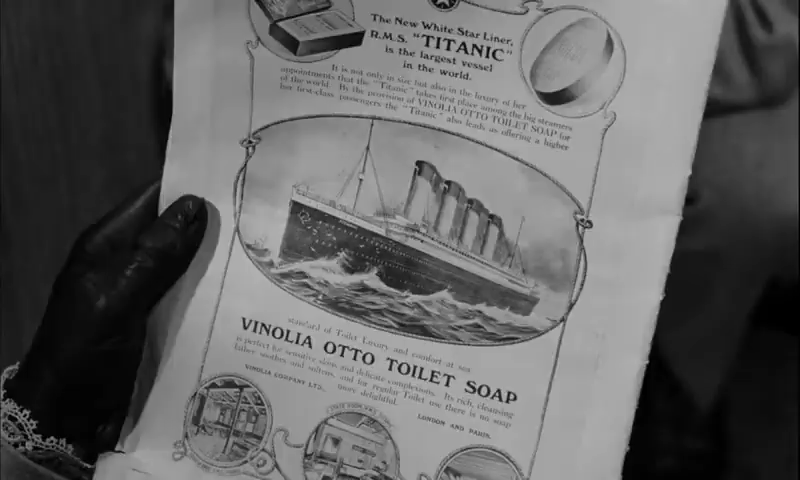 The New White Star Liner,
R.M.S. "TITANIC"
is the largest vessel
in the world.
It is not only in size but also in the luxury of her
appointments that the "Titanic" takes first place among the big steamers
of the world. By the provision of VINOLIA OTTO TOILET SOAP for
her first-class passengers the "Titanic" also leads as offering a higher
standard of Toilet Luxury and comfort at sea.
VINOLIA OTTO TOILET SOAP
is perfect for sensitive skins and delicate complexions. Its rich, cleansing
lather soothes and softens, and for regular Toilet use there is no soap
more delightful.
VINOLIA COMPANY LTD., LONDON AND PARIS.